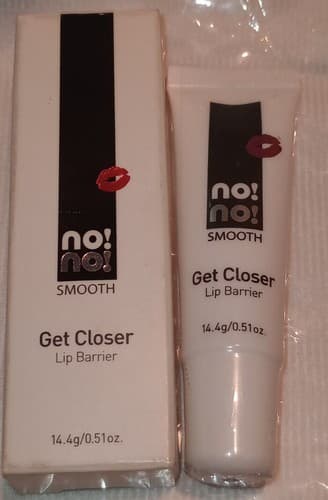 no!
no!
SMOOTH
Get Closer
Lip Barrier
14.4g/0.51oz.
no!
no!
SMOOTH
Get Closer
Lip Barrier
14.4g/0.51oz.